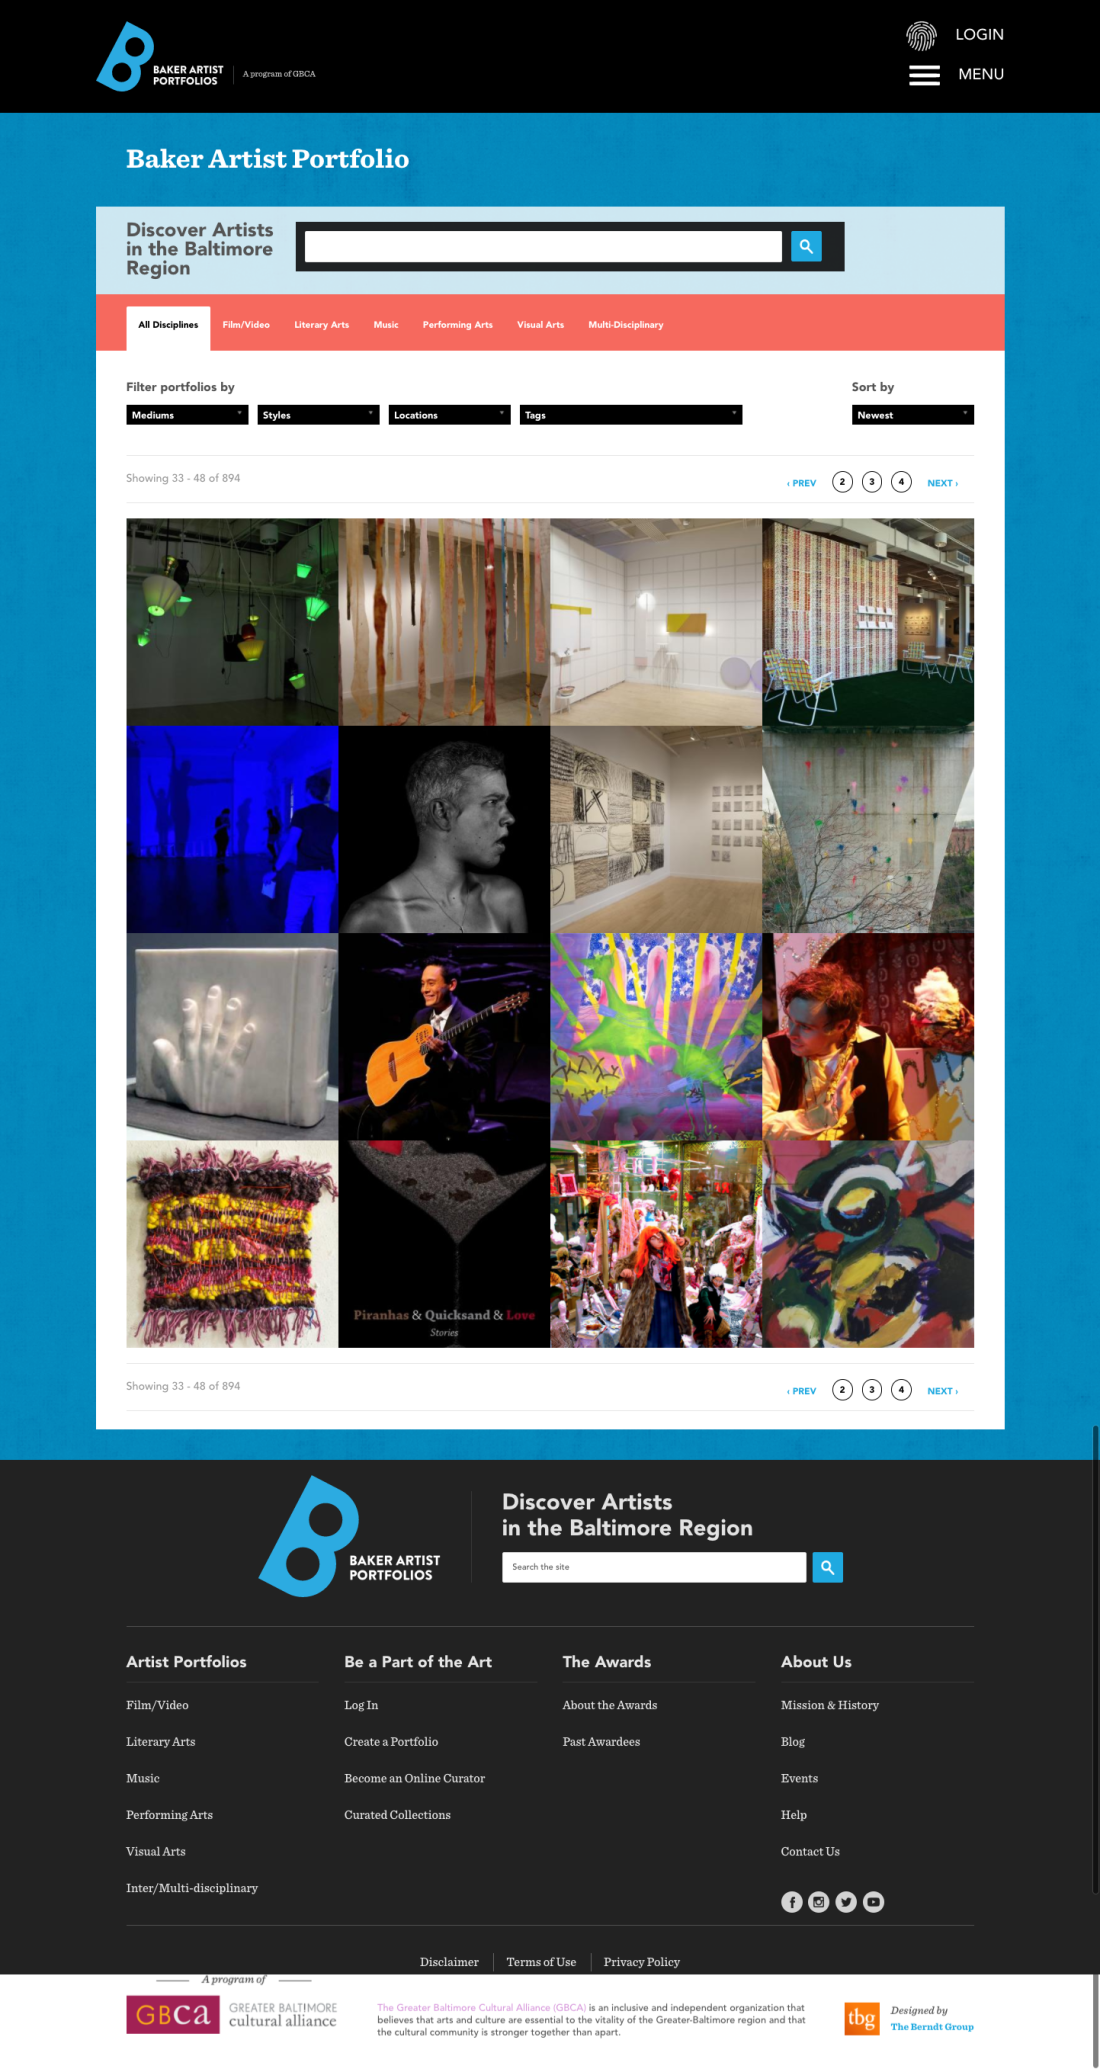 BAKER ARTIST
PORTFOLIOS
A program of GBCA
LOGIN
MENU
Baker Artist Portfolio
Discover Artists
in the Baltimore
Region
All Disciplines
Film/Video
Literary Arts
Music
Performing Arts
Visual Arts
Multi-Disciplinary
Filter portfolios by
Sort by
Mediums
Styles
Locations
Tags
Newest
Showing 33 - 48 of 894
‹ PREV
2
3
4
NEXT ›
Piranhas & Quicksand & Love
Stories
Showing 33 - 48 of 894
‹ PREV
2
3
4
NEXT ›
BAKER ARTIST
PORTFOLIOS
Discover Artists
in the Baltimore Region
Search the site
Artist Portfolios
Film/Video
Literary Arts
Music
Performing Arts
Visual Arts
Inter/Multi-disciplinary
Be a Part of the Art
Log In
Create a Portfolio
Become an Online Curator
Curated Collections
The Awards
About the Awards
Past Awardees
About Us
Mission & History
Blog
Events
Help
Contact Us
Disclaimer
Terms of Use
Privacy Policy
A program of
GBCa
GREATER BALTIMORE
cultural alliance
The Greater Baltimore Cultural Alliance (GBCA) is an inclusive and independent organization that
believes that arts and culture are essential to the vitality of the Greater-Baltimore region and that
the cultural community is stronger together than apart.
tbg
Designed by
The Berndt Group